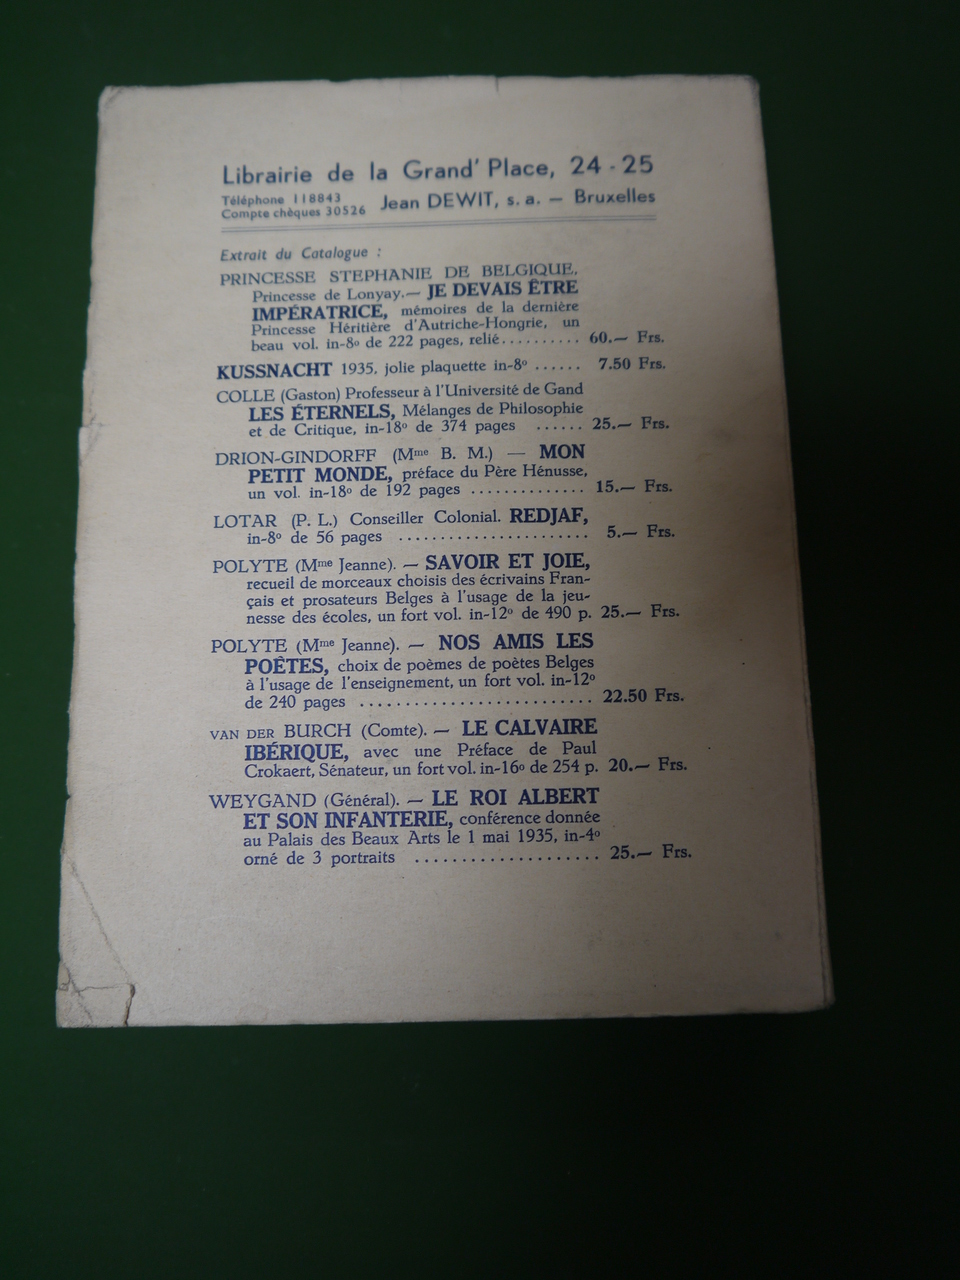 Librairie de la Grand' Place, 24 - 25
Téléphone 118843
Compte chèques 30526
Jean DEWIT, s. a. — Bruxelles
Extrait du Catalogue :
PRINCESSE STEPHANIE DE BELGIQUE,
Princesse de Lonyay.— JE DEVAIS ÊTRE
IMPÉRATRICE, mémoires de la dernière
Princesse Héritière d'Autriche-Hongrie, un
beau vol. in-8º de 222 pages, relié.......... 60.— Frs.
KUSSNACHT 1935, jolie plaquette in-8º ...... 7.50 Frs.
COLLE (Gaston) Professeur à l'Université de Gand
LES ÉTERNELS, Mélanges de Philosophie
et de Critique, in-18º de 374 pages ...... 25.— Frs.
DRION-GINDORFF (Mme B. M.) — MON
PETIT MONDE, préface du Père Hénusse,
un vol. in-18º de 192 pages .............. 15.— Frs.
LOTAR (P. L.) Conseiller Colonial. REDJAF,
in-8º de 56 pages ....................... 5.— Frs.
POLYTE (Mme Jeanne). — SAVOIR ET JOIE,
recueil de morceaux choisis des écrivains Fran-
çais et prosateurs Belges à l'usage de la jeu-
nesse des écoles, un fort vol. in-12º de 490 p. 25.— Frs.
POLYTE (Mme Jeanne). — NOS AMIS LES
POÊTES, choix de poèmes de poètes Belges
à l'usage de l'enseignement, un fort vol. in-12º
de 240 pages ............................ 22.50 Frs.
VAN DER BURCH (Comte). — LE CALVAIRE
IBÉRIQUE, avec une Préface de Paul
Crokaert, Sénateur, un fort vol. in-16º de 254 p. 20.— Frs.
WEYGAND (Général). — LE ROI ALBERT
ET SON INFANTERIE, conférence donnée
au Palais des Beaux Arts le 1 mai 1935, in-4º
orné de 3 portraits ...................... 25.— Frs.